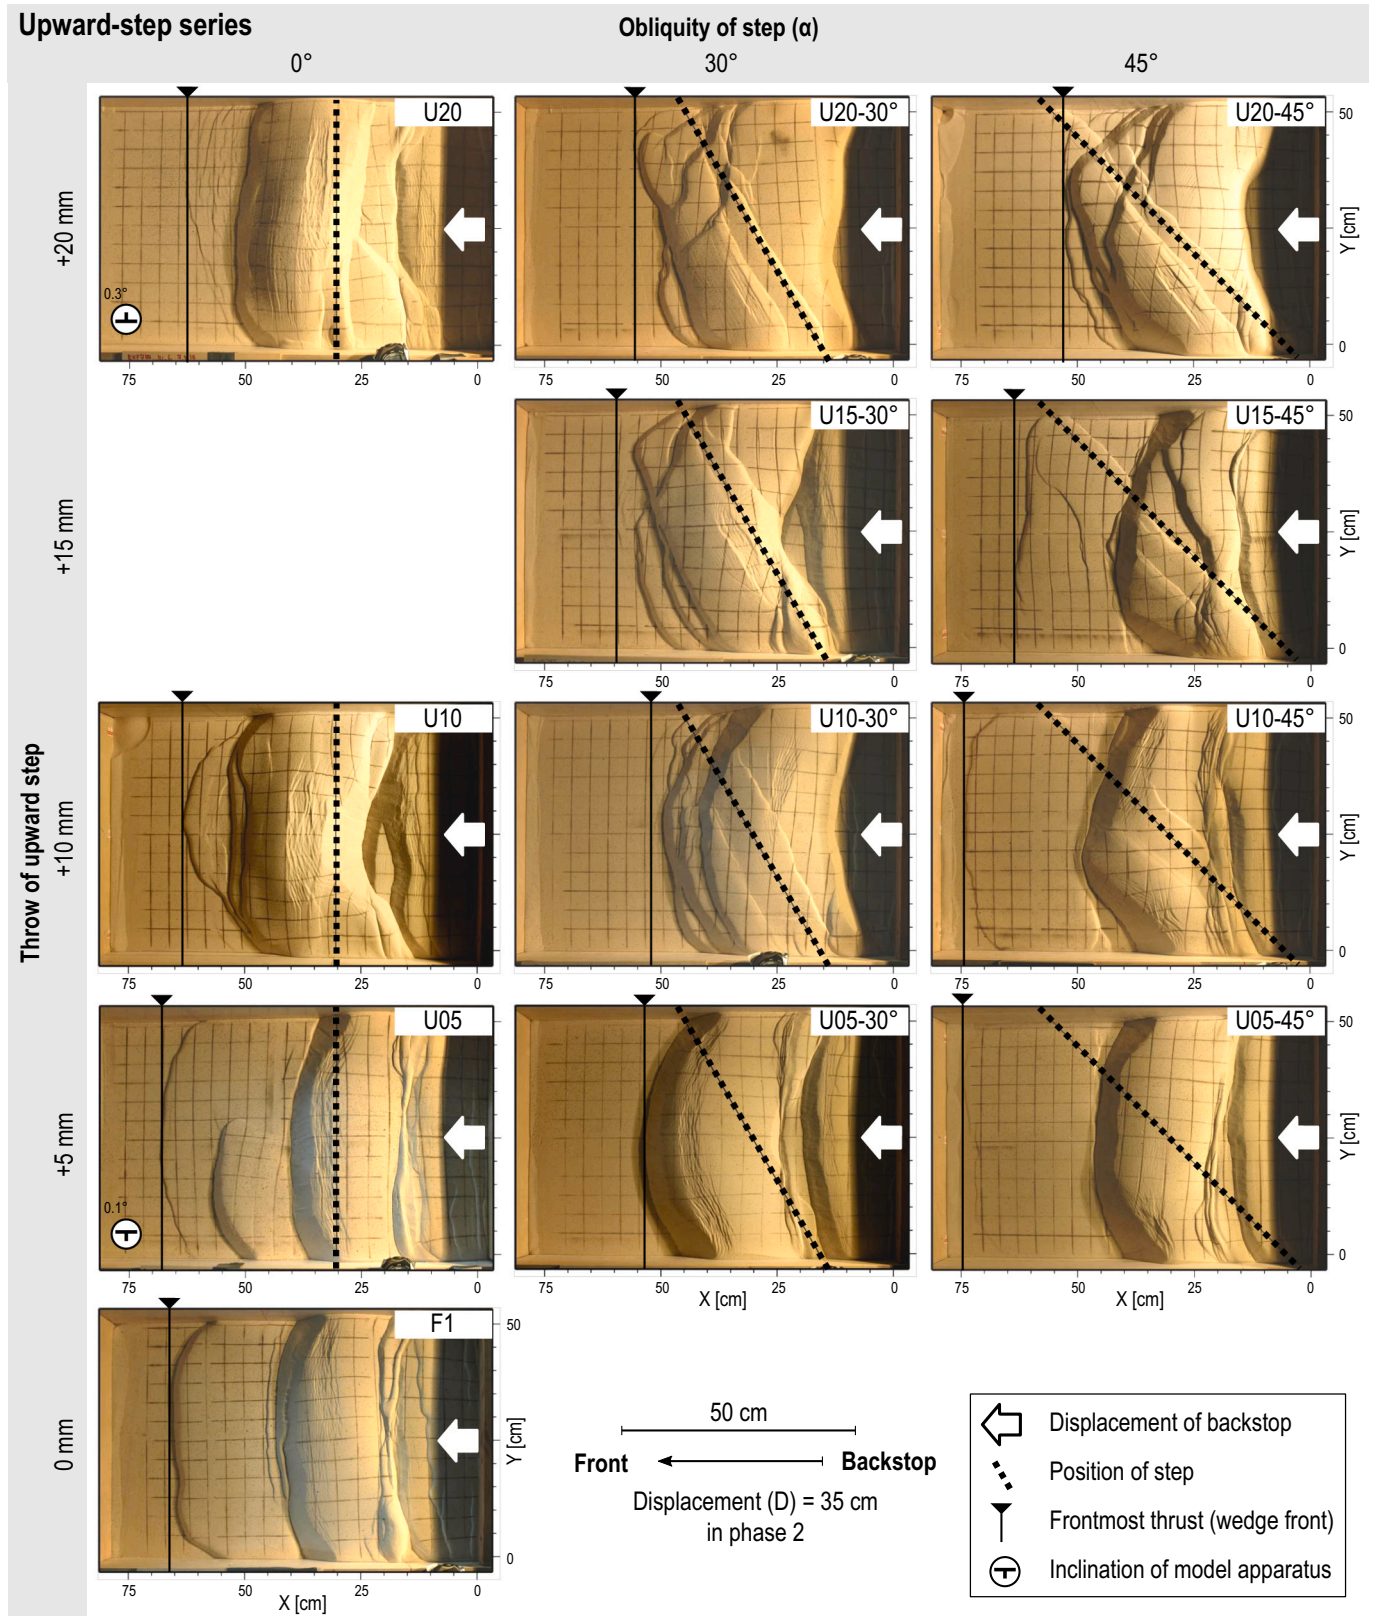 Upward-step series
Obliquity of step (α)
0°
30°
45°
Throw of upward step
+20 mm
U20
0.3°
75 50 25 0
U20-30°
75 50 25 0
U20-45°
50
Y [cm]
0
75 50 25 0
+15 mm
U15-30°
75 50 25 0
U15-45°
50
Y [cm]
0
75 50 25 0
+10 mm
U10
75 50 25 0
U10-30°
75 50 25 0
U10-45°
50
Y [cm]
0
75 50 25 0
+5 mm
U05
0.1°
75 50 25 0
U05-30°
75 50 25 0
X [cm]
U05-45°
50
Y [cm]
0
75 50 25 0
X [cm]
0 mm
F1
50
Y [cm]
0
75 50 25 0
X [cm]
50 cm
Front
Backstop
Displacement (D) = 35 cm
in phase 2
Displacement of backstop
Position of step
Frontmost thrust (wedge front)
Inclination of model apparatus